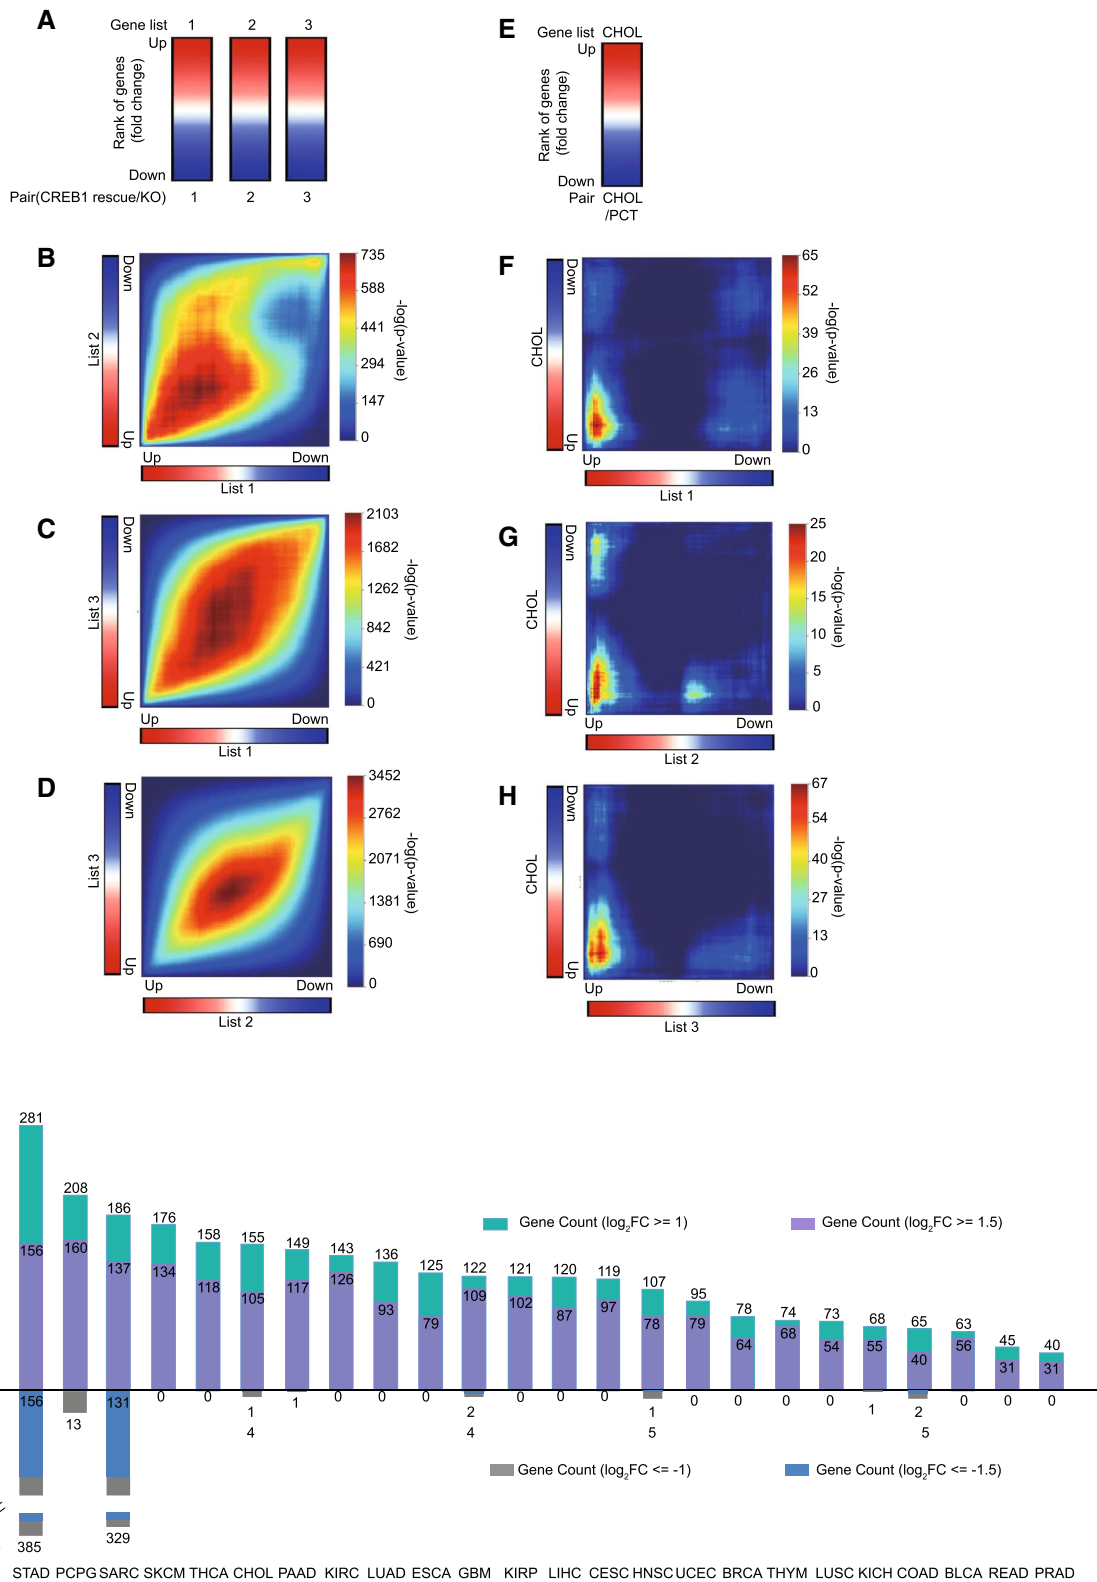 A
Gene list 1 2 3
Up
Rank of genes
(fold change)
Down
Pair(CREB1 rescue/KO) 1 2 3
E
Gene list CHOL
Up
Rank of genes
(fold change)
Down
Pair CHOL
/PCT
B
Down
List 2
Up
735
588
441
294
147
0
-log(p-value)
Up Down
List 1
F
Down
CHOL
Up
65
52
39
26
13
0
-log(p-value)
Up Down
List 1
C
Down
List 3
Up
2103
1682
1262
842
421
0
-log(p-value)
Up Down
List 1
G
Down
CHOL
Up
25
20
15
10
5
0
-log(p-value)
Up Down
List 2
D
Down
List 3
Up
3452
2762
2071
1381
690
0
-log(p-value)
Up Down
List 2
H
Down
CHOL
Up
67
54
40
27
13
0
-log(p-value)
Up Down
List 3
281 208 186 176 158 155 149 143 136 125 122 121 120 119 107 95 78 74 73 68 65 63 45 40
Gene Count (log2FC >= 1) Gene Count (log2FC >= 1.5)
156 160 137 134 118 105 117 126 93 79 109 102 87 97 78 79 64 68 54 55 40 56 31 31
156 13 131 0 0 1 1 0 0 0 2 0 0 0 1 0 0 0 0 1 2 0 0 0
4 4 5 5
Gene Count (log2FC <= -1) Gene Count (log2FC <= -1.5)
385 329
STAD PCPG SARC SKCM THCA CHOL PAAD KIRC LUAD ESCA GBM KIRP LIHC CESC HNSC UCEC BRCA THYM LUSC KICH COAD BLCA READ PRAD